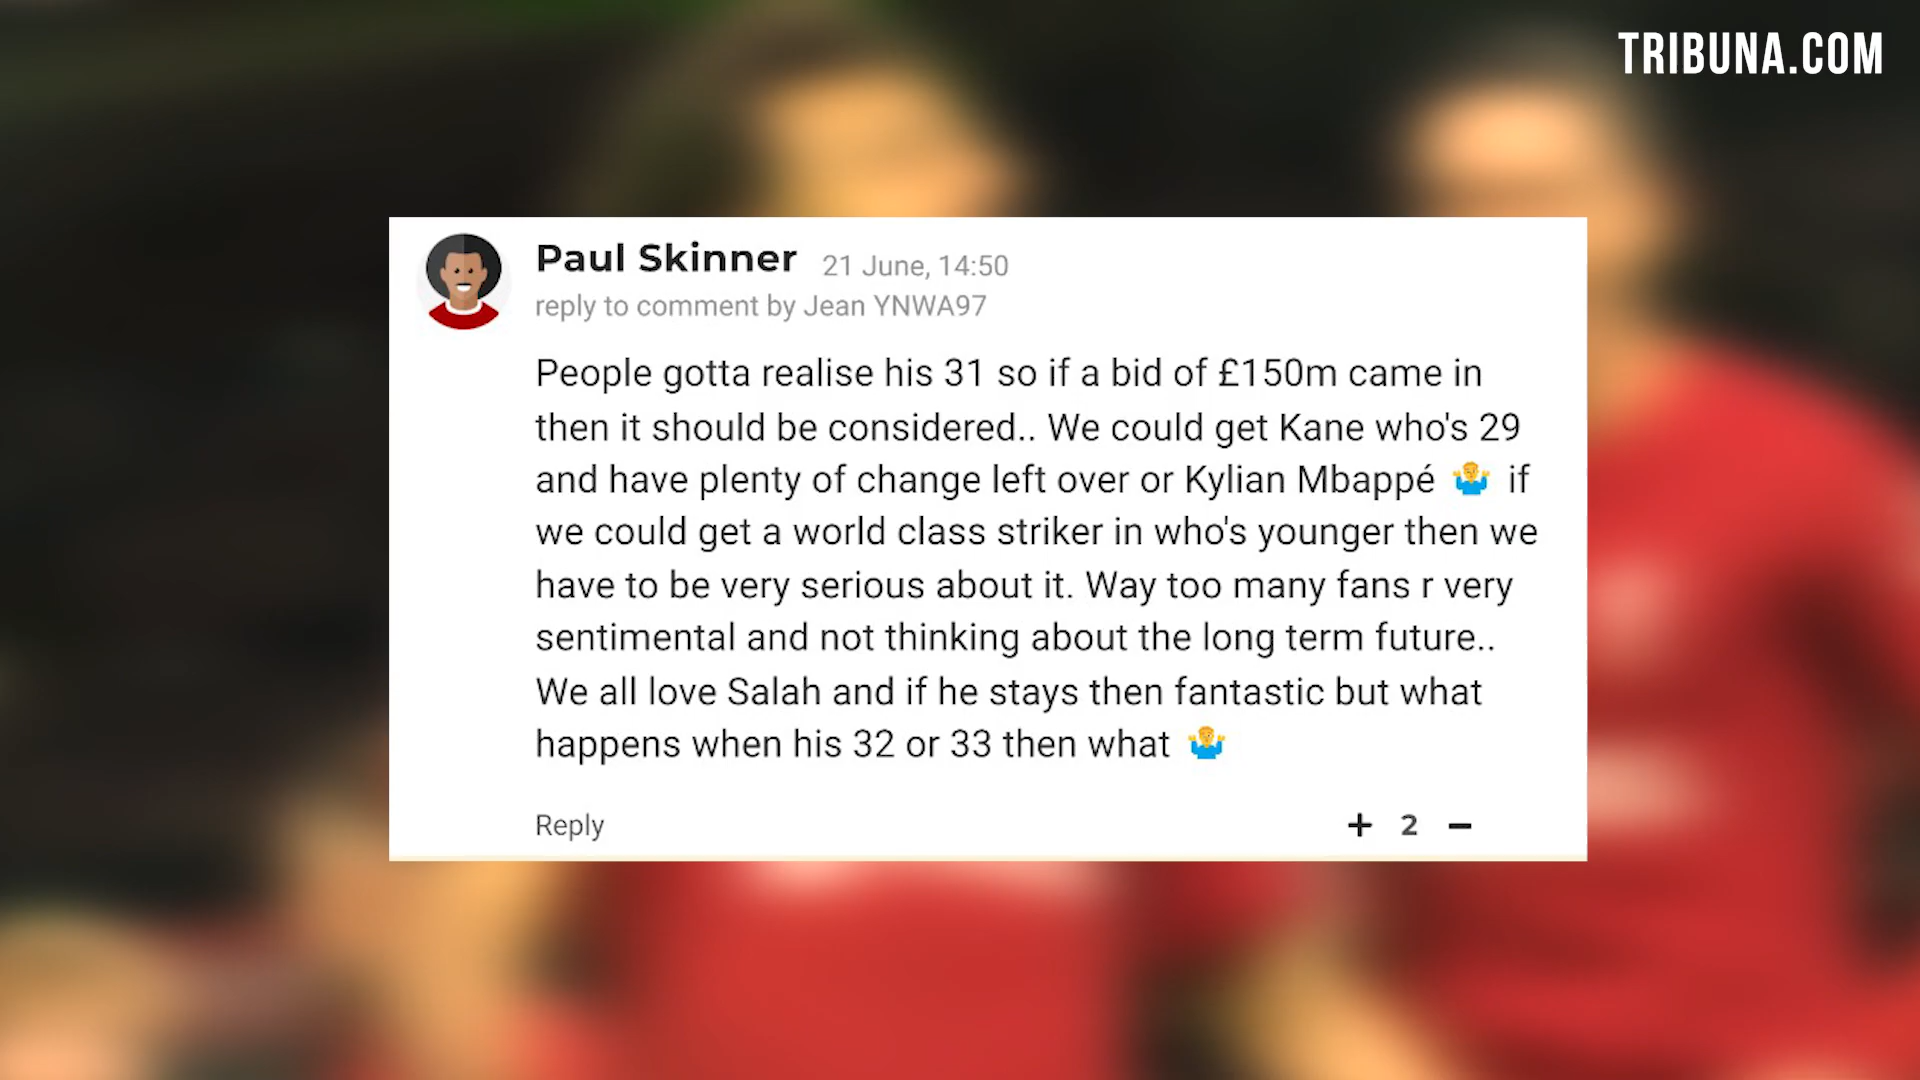 TRIBUNA.COM
Paul Skinner 21 June, 14:50
reply to comment by Jean YNWA97
People gotta realise his 31 so if a bid of £150m came in
then it should be considered.. We could get Kane who's 29
and have plenty of change left over or Kylian Mbappé 🤷‍♂️ if
we could get a world class striker in who's younger then we
have to be very serious about it. Way too many fans r very
sentimental and not thinking about the long term future..
We all love Salah and if he stays then fantastic but what
happens when his 32 or 33 then what 🤷‍♂️
Reply + 2 −